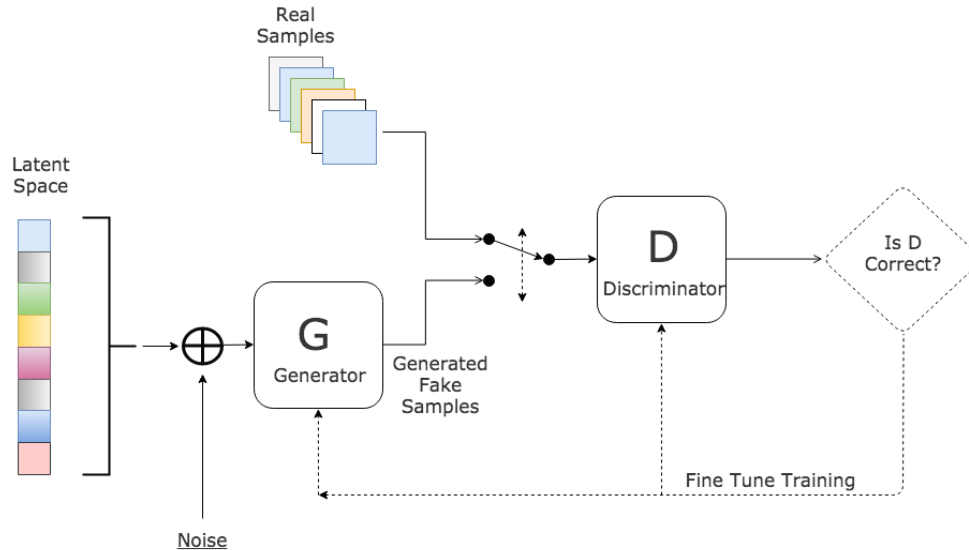 Real
Samples
Latent
Space
G
Generator
Generated
Fake
Samples
D
Discriminator
Is D
Correct?
Fine Tune Training
Noise